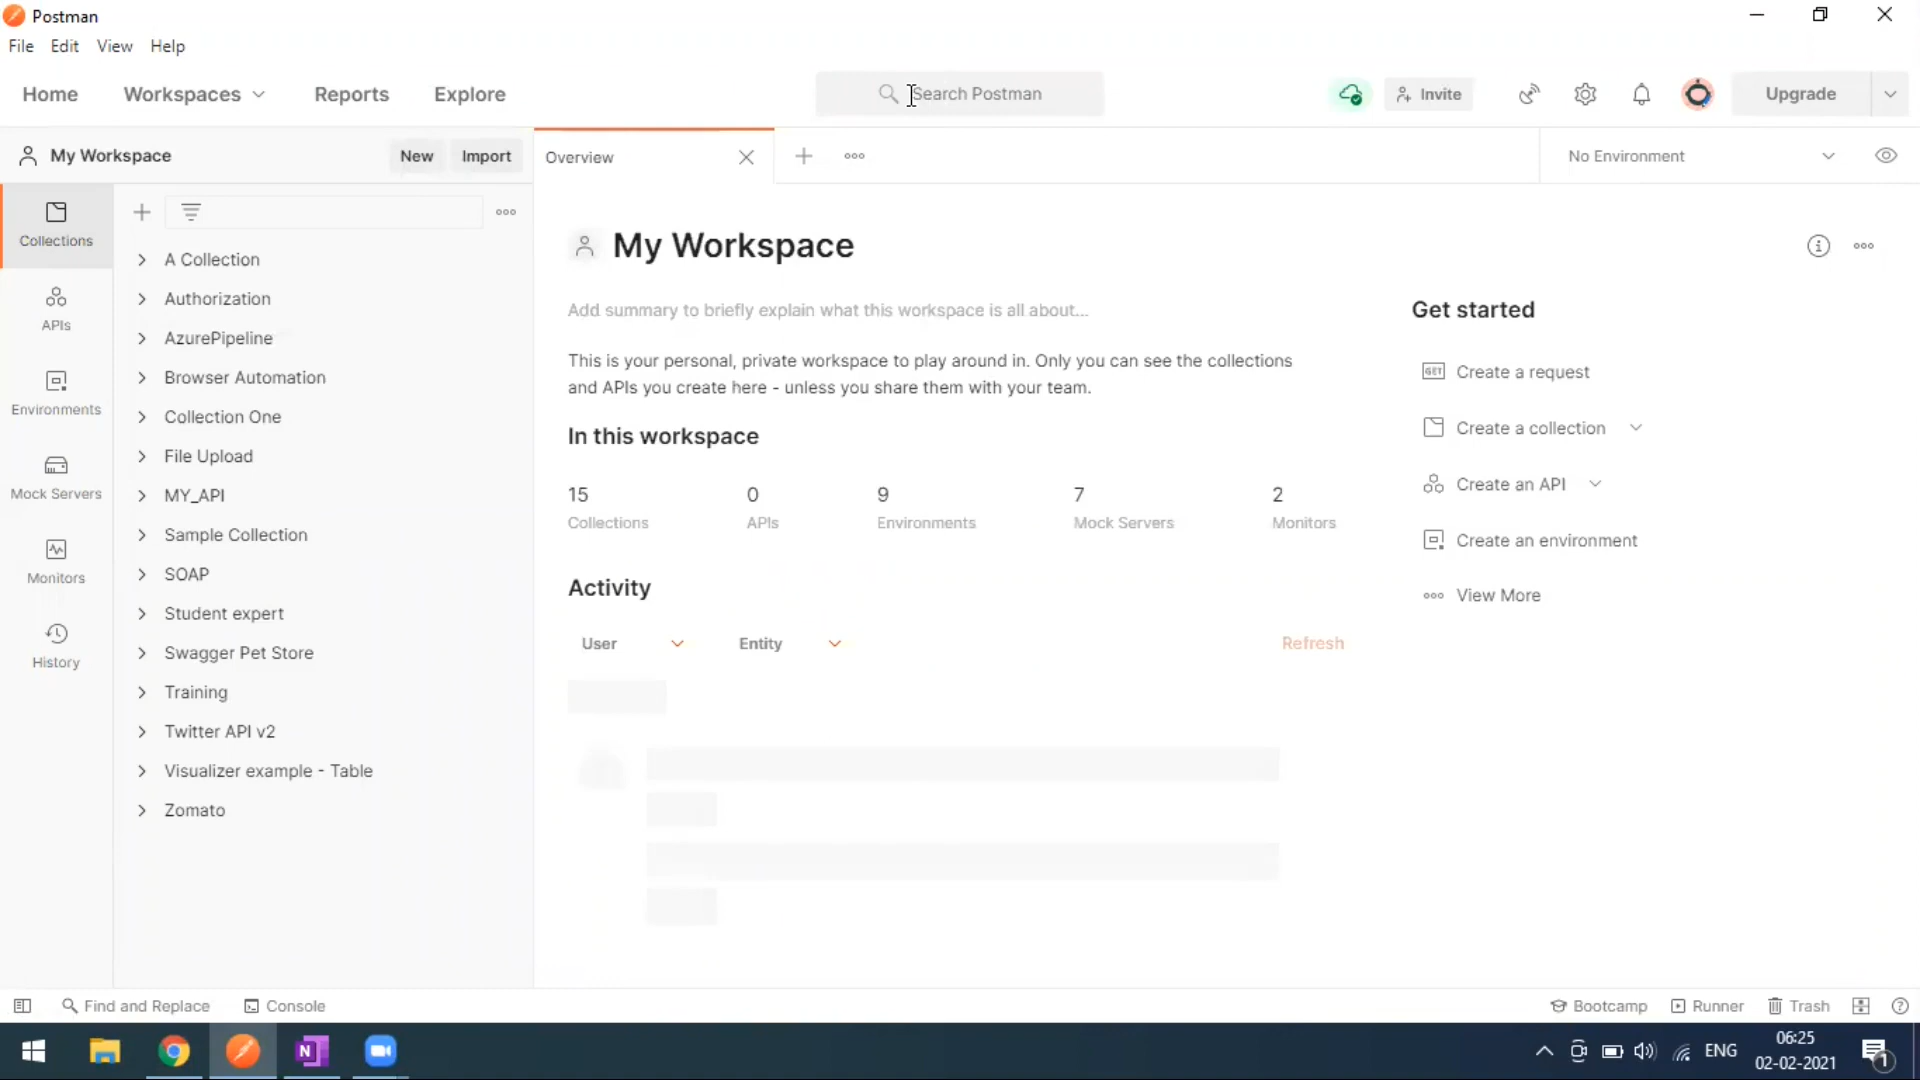 Postman
File Edit View Help
Home Workspaces Reports Explore
Search Postman
Invite
Upgrade
My Workspace
New Import
Overview
No Environment
Collections
APIs
Environments
Mock Servers
Monitors
History
A Collection
Authorization
AzurePipeline
Browser Automation
Collection One
File Upload
MY_API
Sample Collection
SOAP
Student expert
Swagger Pet Store
Training
Twitter API v2
Visualizer example - Table
Zomato
My Workspace
Add summary to briefly explain what this workspace is all about...
This is your personal, private workspace to play around in. Only you can see the collections
and APIs you create here - unless you share them with your team.
In this workspace
15 0 9 7 2
Collections APIs Environments Mock Servers Monitors
Activity
User Entity Refresh
Get started
GET Create a request
Create a collection
Create an API
Create an environment
View More
Find and Replace Console
Bootcamp Runner Trash
N
ENG
06:25
02-02-2021
1